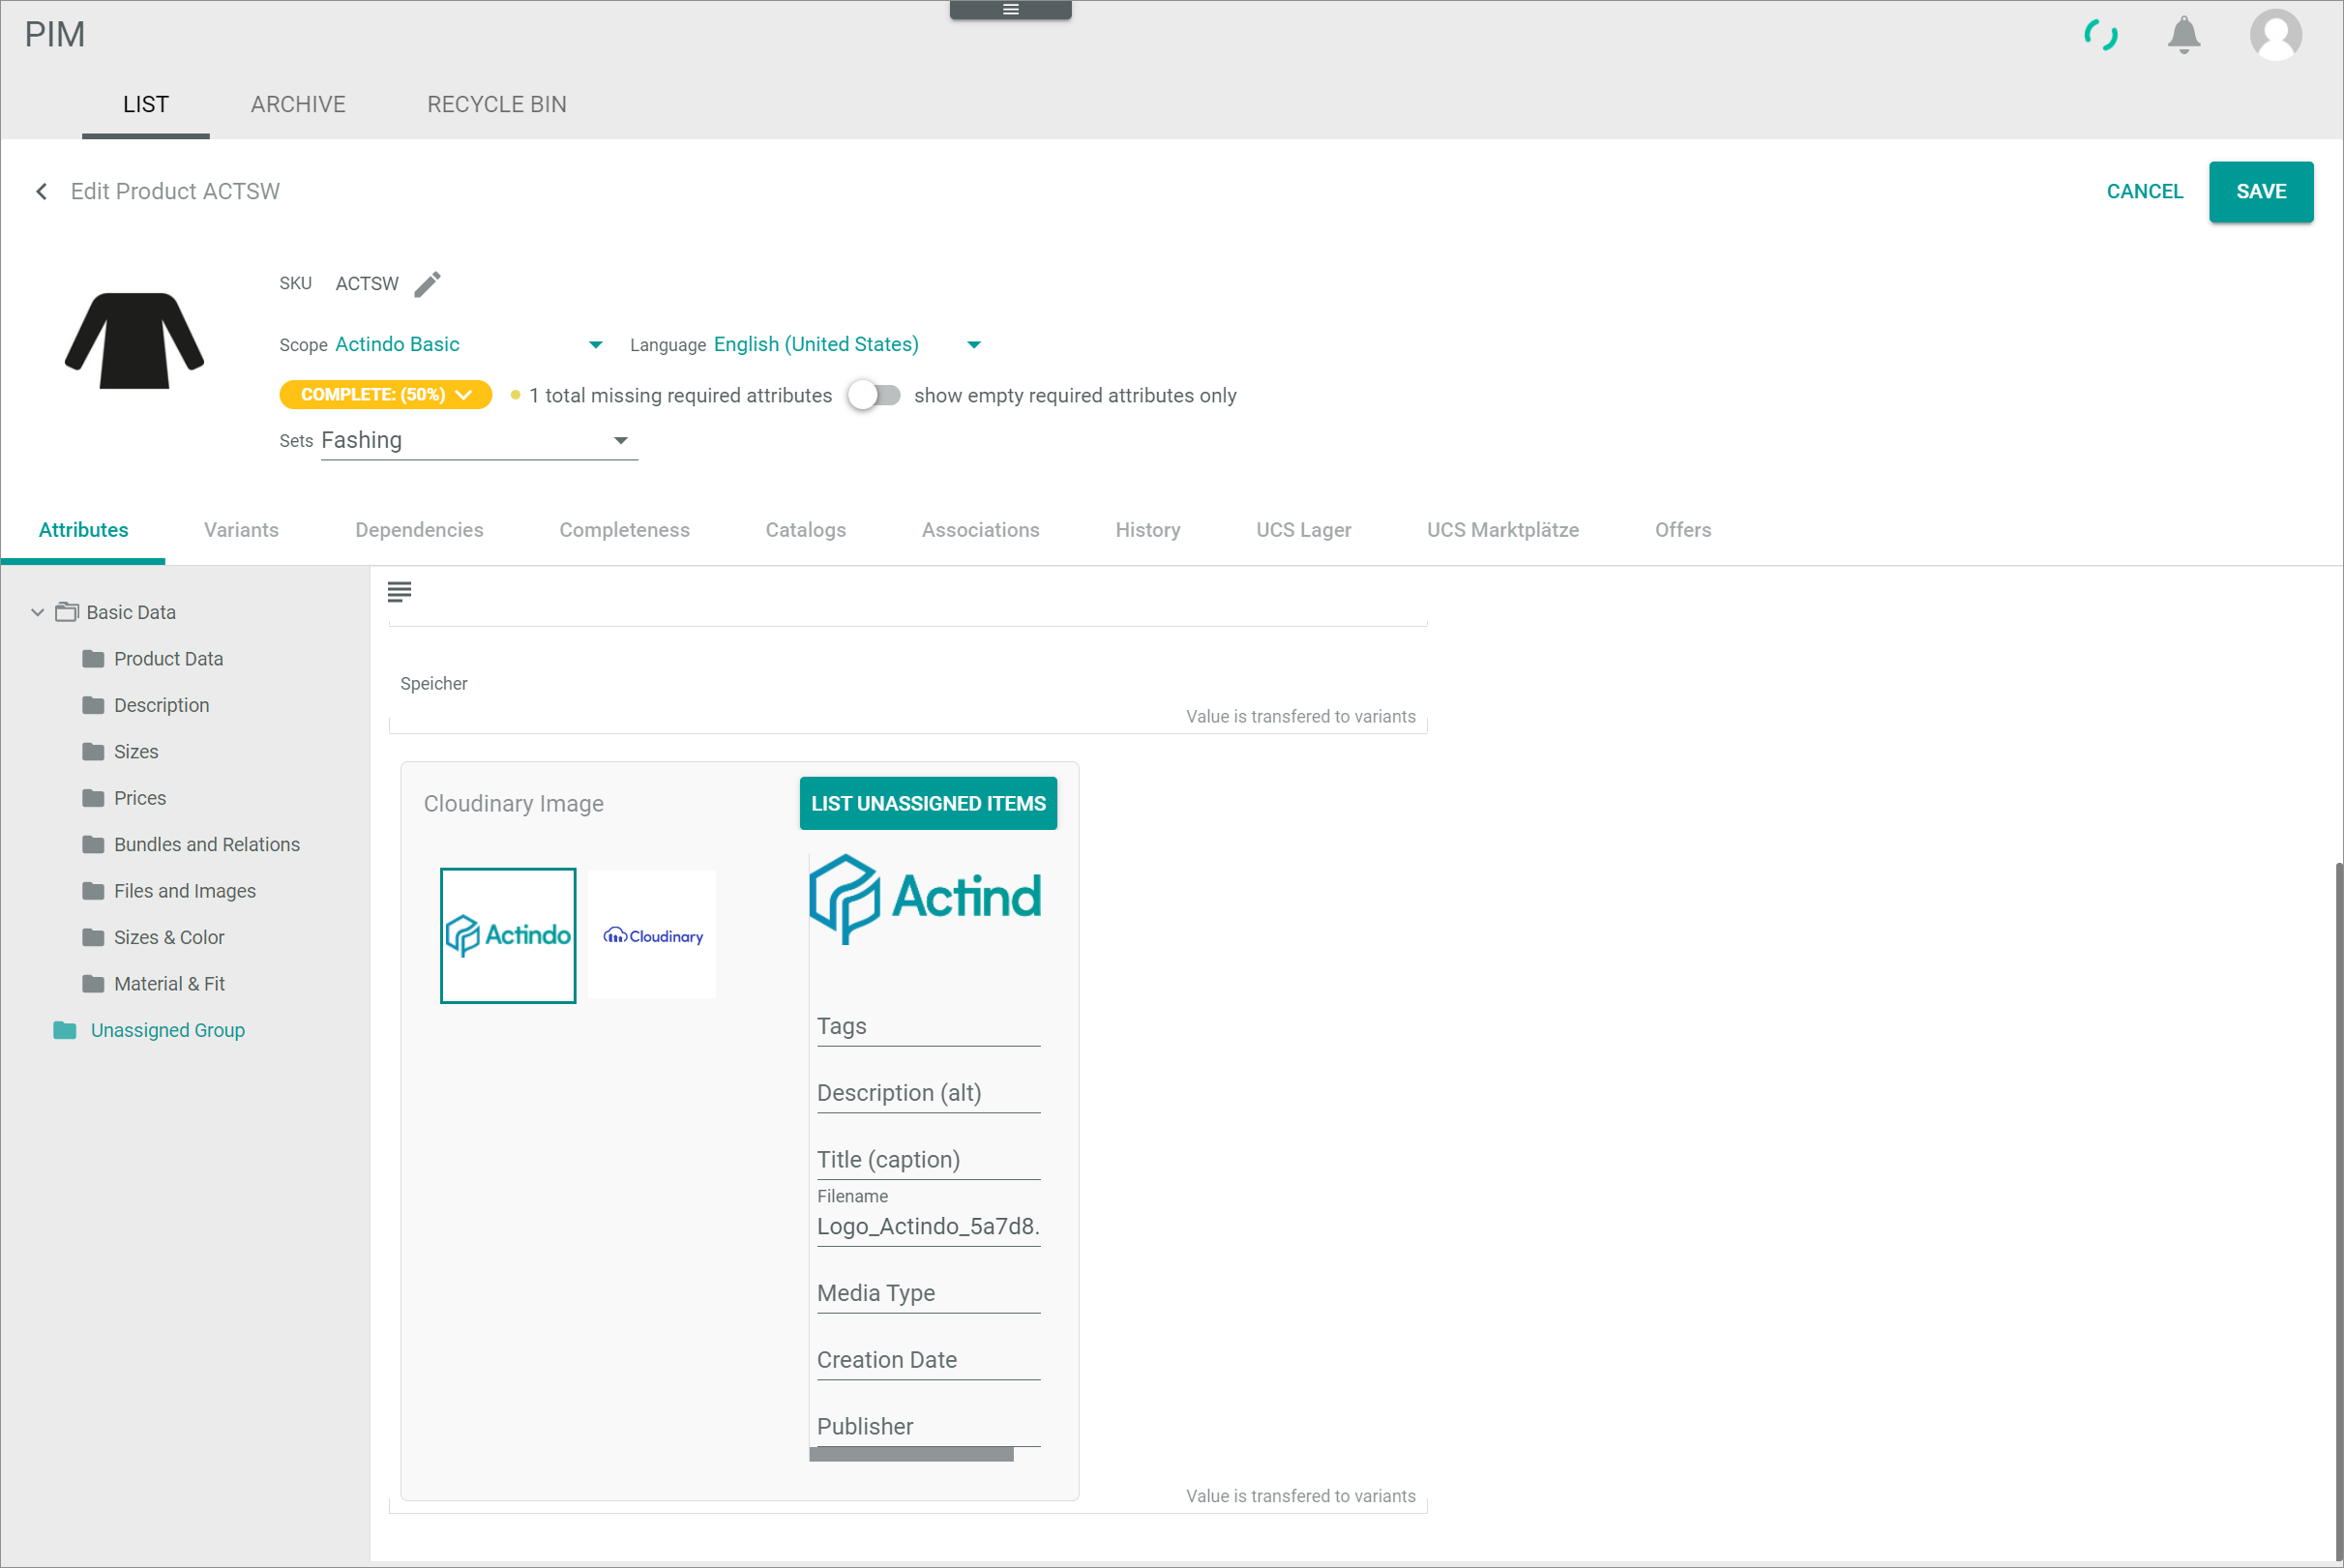 PIM
LIST ARCHIVE RECYCLE BIN
Edit Product ACTSW
CANCEL SAVE
SKU ACTSW
Scope Actindo Basic Language English (United States)
COMPLETE: (50%) 1 total missing required attributes show empty required attributes only
Sets Fashing
Attributes Variants Dependencies Completeness Catalogs Associations History UCS Lager UCS Marktplätze Offers
Basic Data
Product Data
Description
Sizes
Prices
Bundles and Relations
Files and Images
Sizes & Color
Material & Fit
Unassigned Group
Speicher
Value is transfered to variants
Cloudinary Image LIST UNASSIGNED ITEMS
Actindo Cloudinary
Actind
Tags
Description (alt)
Title (caption)
Filename
Logo_Actindo_5a7d8.
Media Type
Creation Date
Publisher
Value is transfered to variants